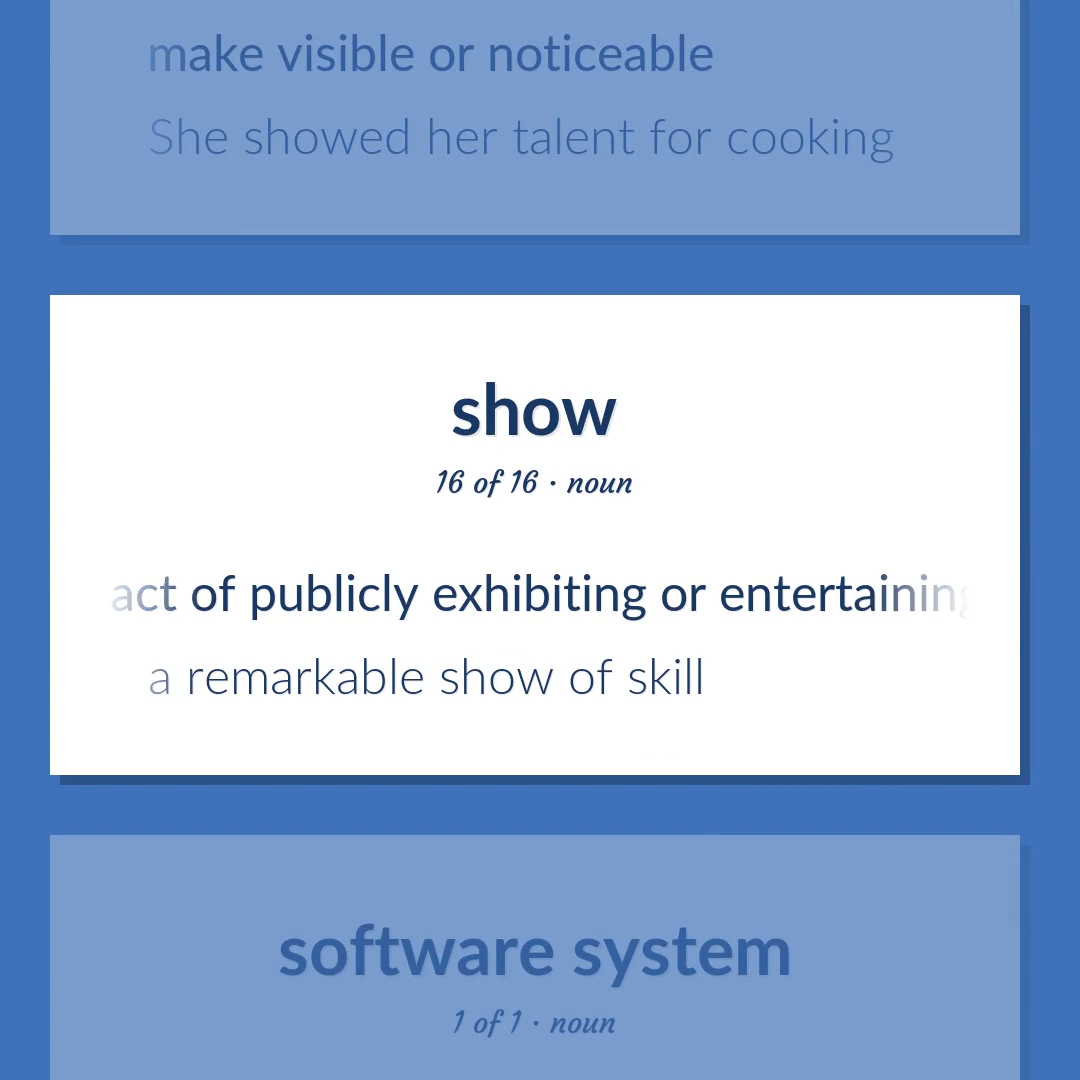 make visible or noticeable
She showed her talent for cooking
show
16 of 16 · noun
act of publicly exhibiting or entertaining
a remarkable show of skill
software system
1 of 1 · noun